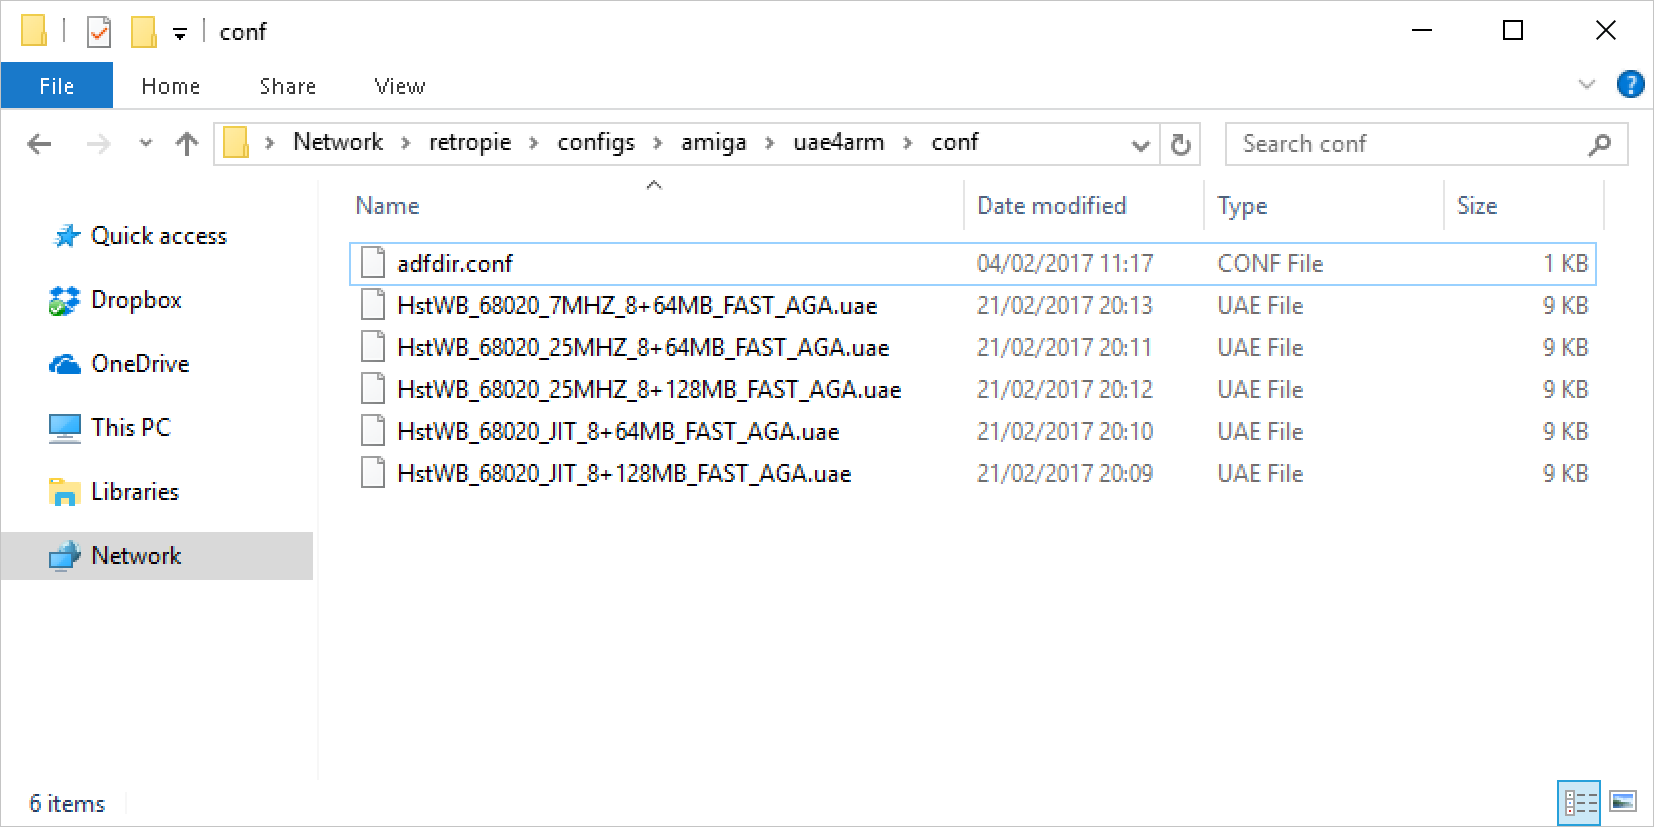 conf
File Home Share View
Network retropie configs amiga uae4arm conf Search conf
Name Date modified Type Size
Quick access
Dropbox
OneDrive
This PC
Libraries
Network
adfdir.conf 04/02/2017 11:17 CONF File 1 KB
HstWB_68020_7MHZ_8+64MB_FAST_AGA.uae 21/02/2017 20:13 UAE File 9 KB
HstWB_68020_25MHZ_8+64MB_FAST_AGA.uae 21/02/2017 20:11 UAE File 9 KB
HstWB_68020_25MHZ_8+128MB_FAST_AGA.uae 21/02/2017 20:12 UAE File 9 KB
HstWB_68020_JIT_8+64MB_FAST_AGA.uae 21/02/2017 20:10 UAE File 9 KB
HstWB_68020_JIT_8+128MB_FAST_AGA.uae 21/02/2017 20:09 UAE File 9 KB
6 items